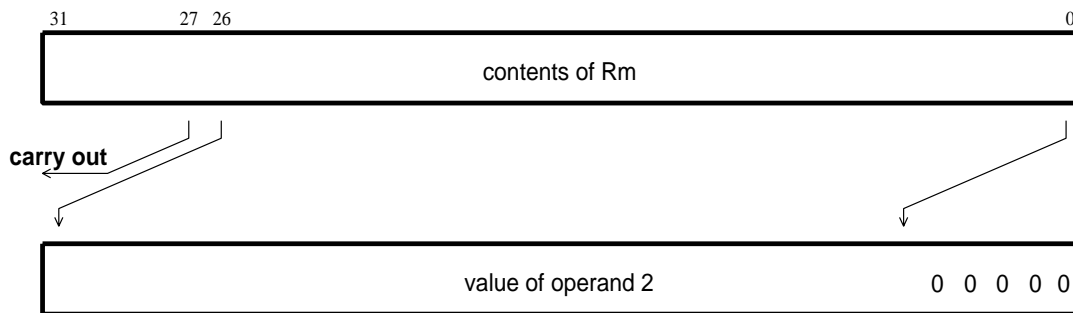 31 27 26 0
contents of Rm
carry out
value of operand 2 0 0 0 0 0